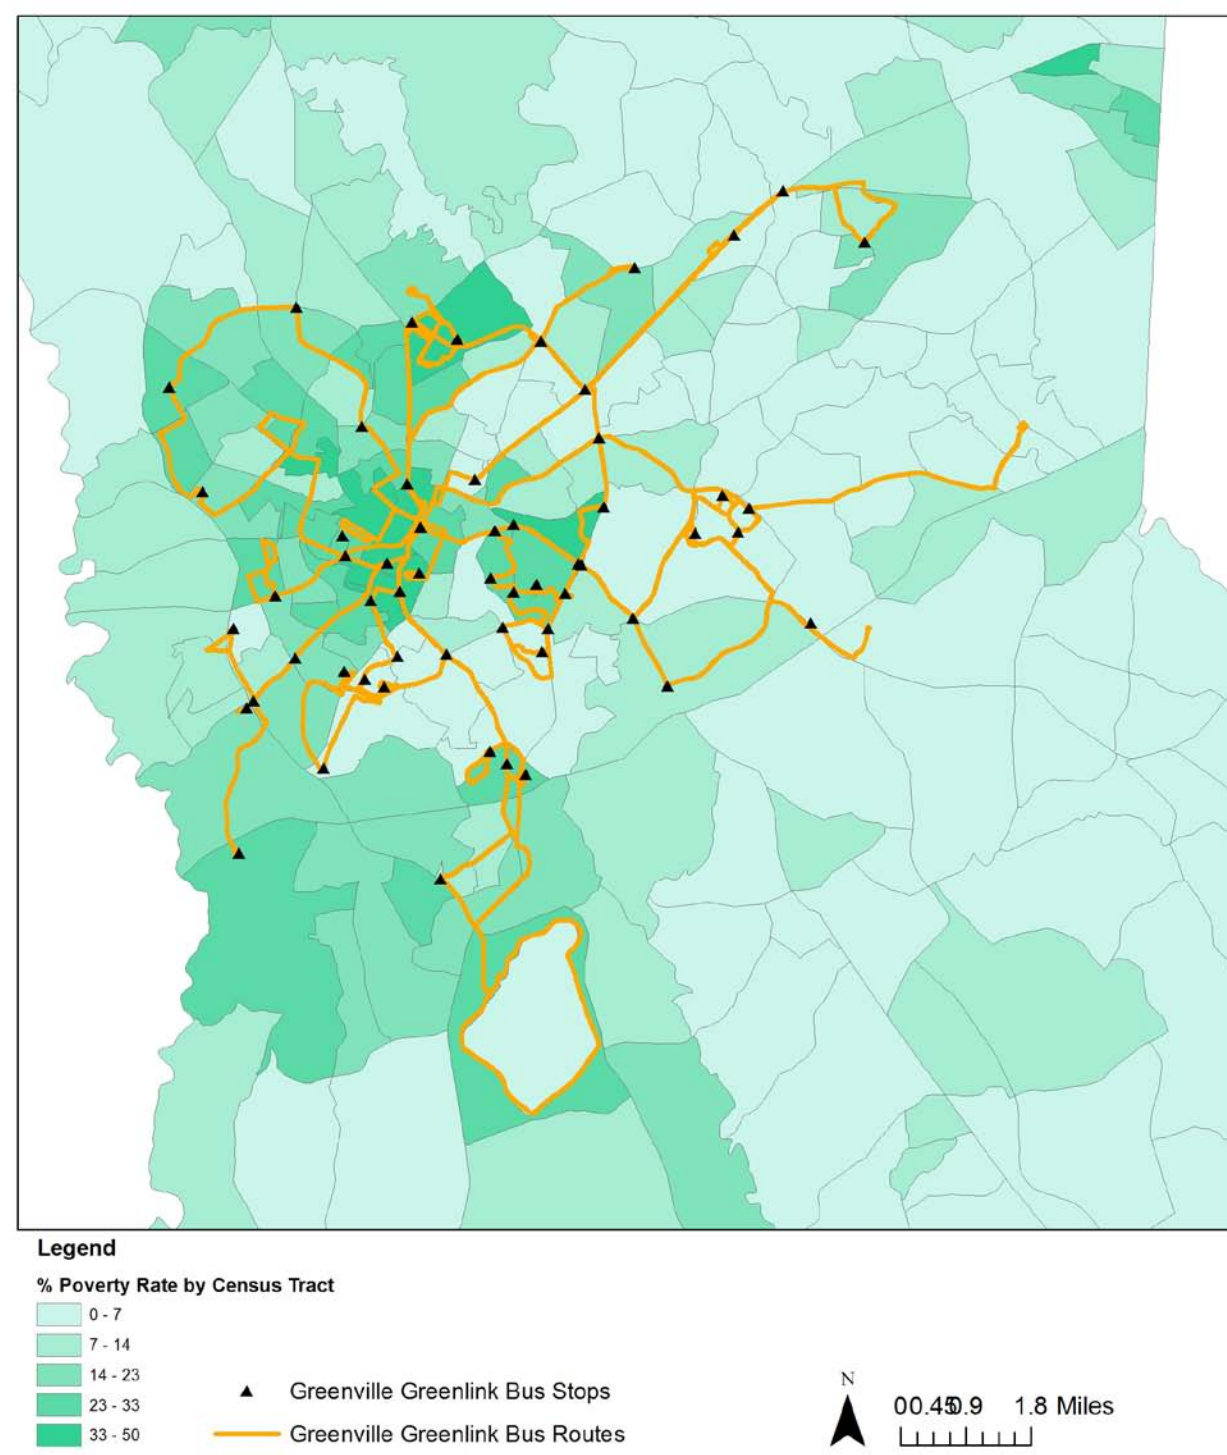 Legend
% Poverty Rate by Census Tract
0 - 7
7 - 14
14 - 23
23 - 33
33 - 50
Greenville Greenlink Bus Stops
Greenville Greenlink Bus Routes
N
00.450.9 1.8 Miles